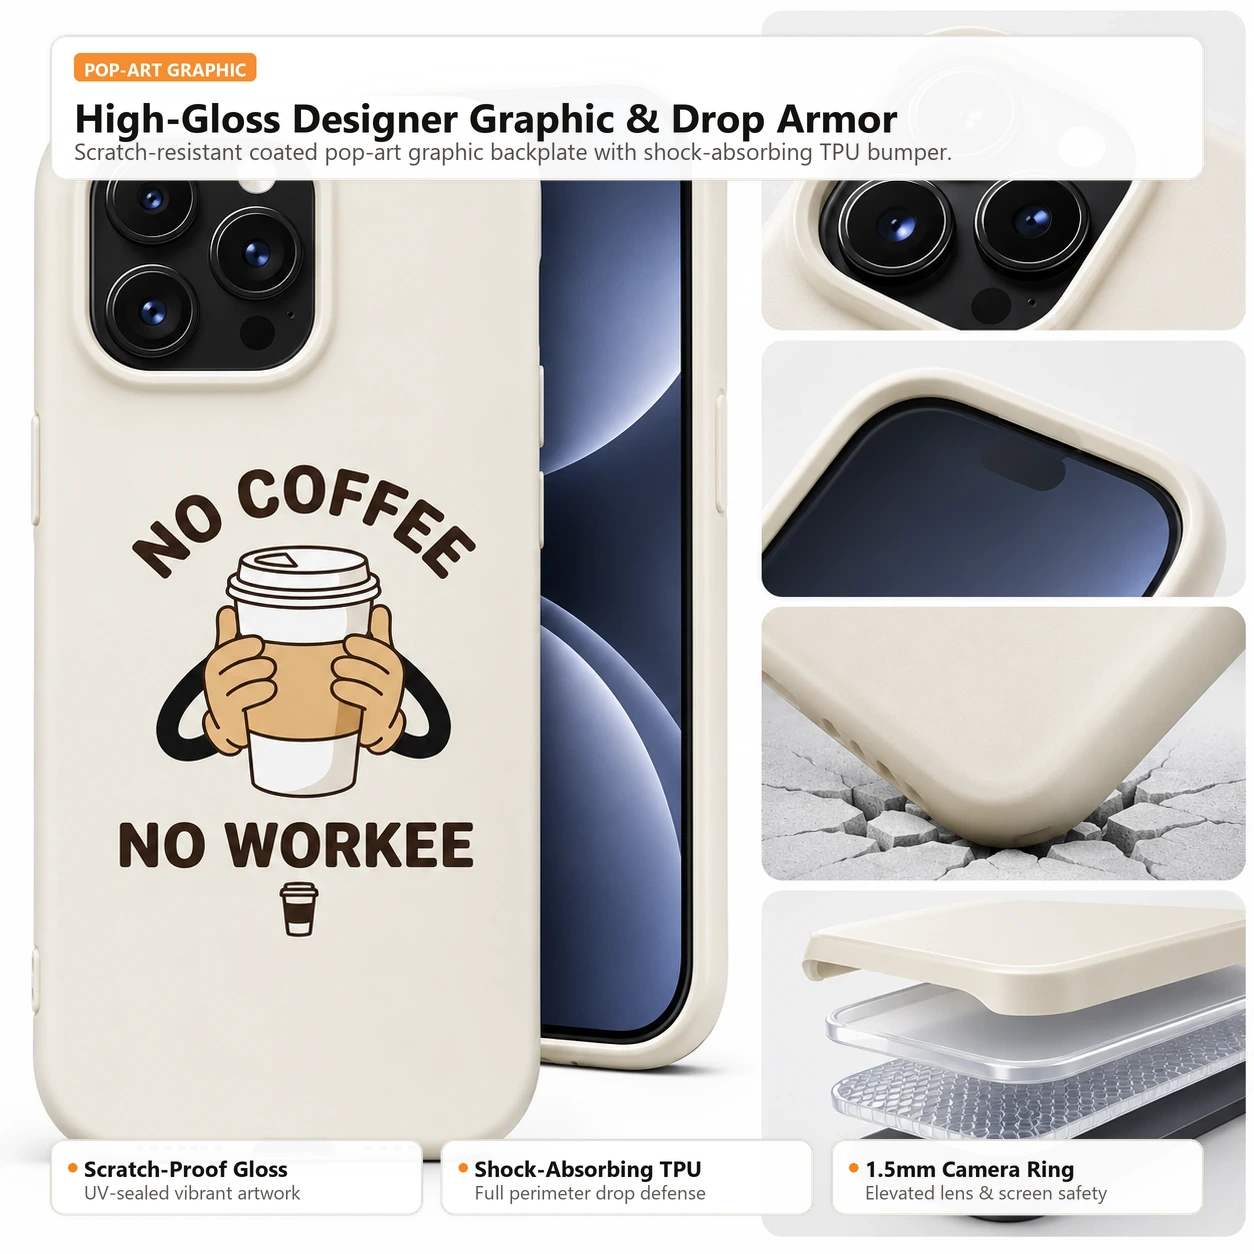 POP-ART GRAPHIC
High-Gloss Designer Graphic & Drop Armor
Scratch-resistant coated pop-art graphic backplate with shock-absorbing TPU bumper.
NO COFFEE
NO WORKEE
Scratch-Proof Gloss
UV-sealed vibrant artwork
Shock-Absorbing TPU
Full perimeter drop defense
1.5mm Camera Ring
Elevated lens & screen safety